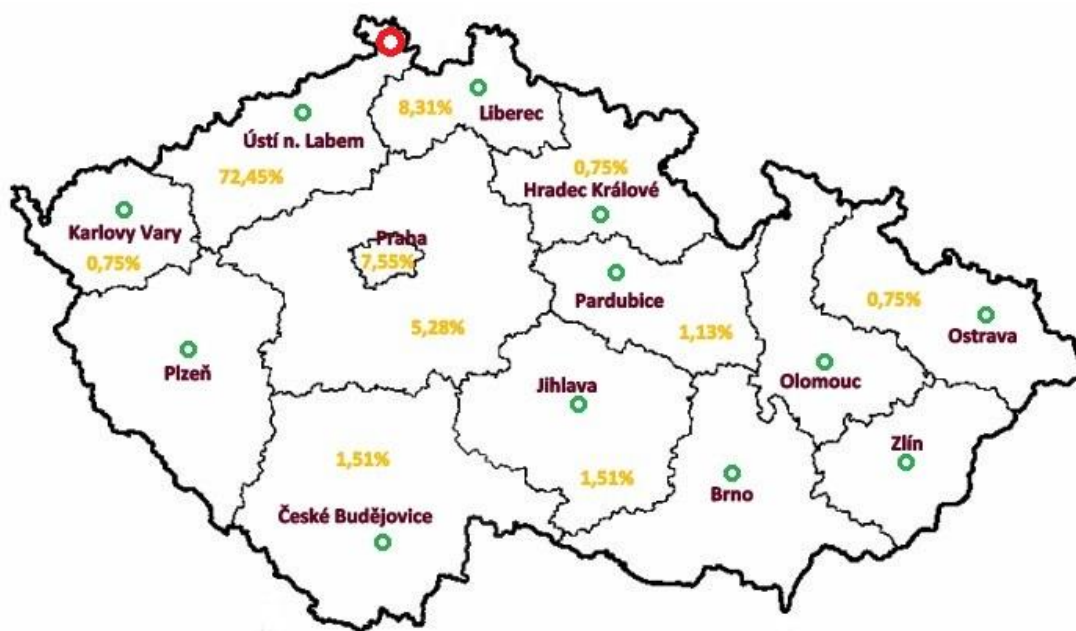 8,31%
Liberec
Ústí n. Labem
72,45%
0,75%
Hradec Králové
Karlovy Vary
0,75%
Praha
7,55%
Pardubice
1,13%
5,28%
0,75%
Ostrava
Plzeň
Jihlava
Olomouc
1,51%
České Budějovice
1,51%
Brno
Zlín